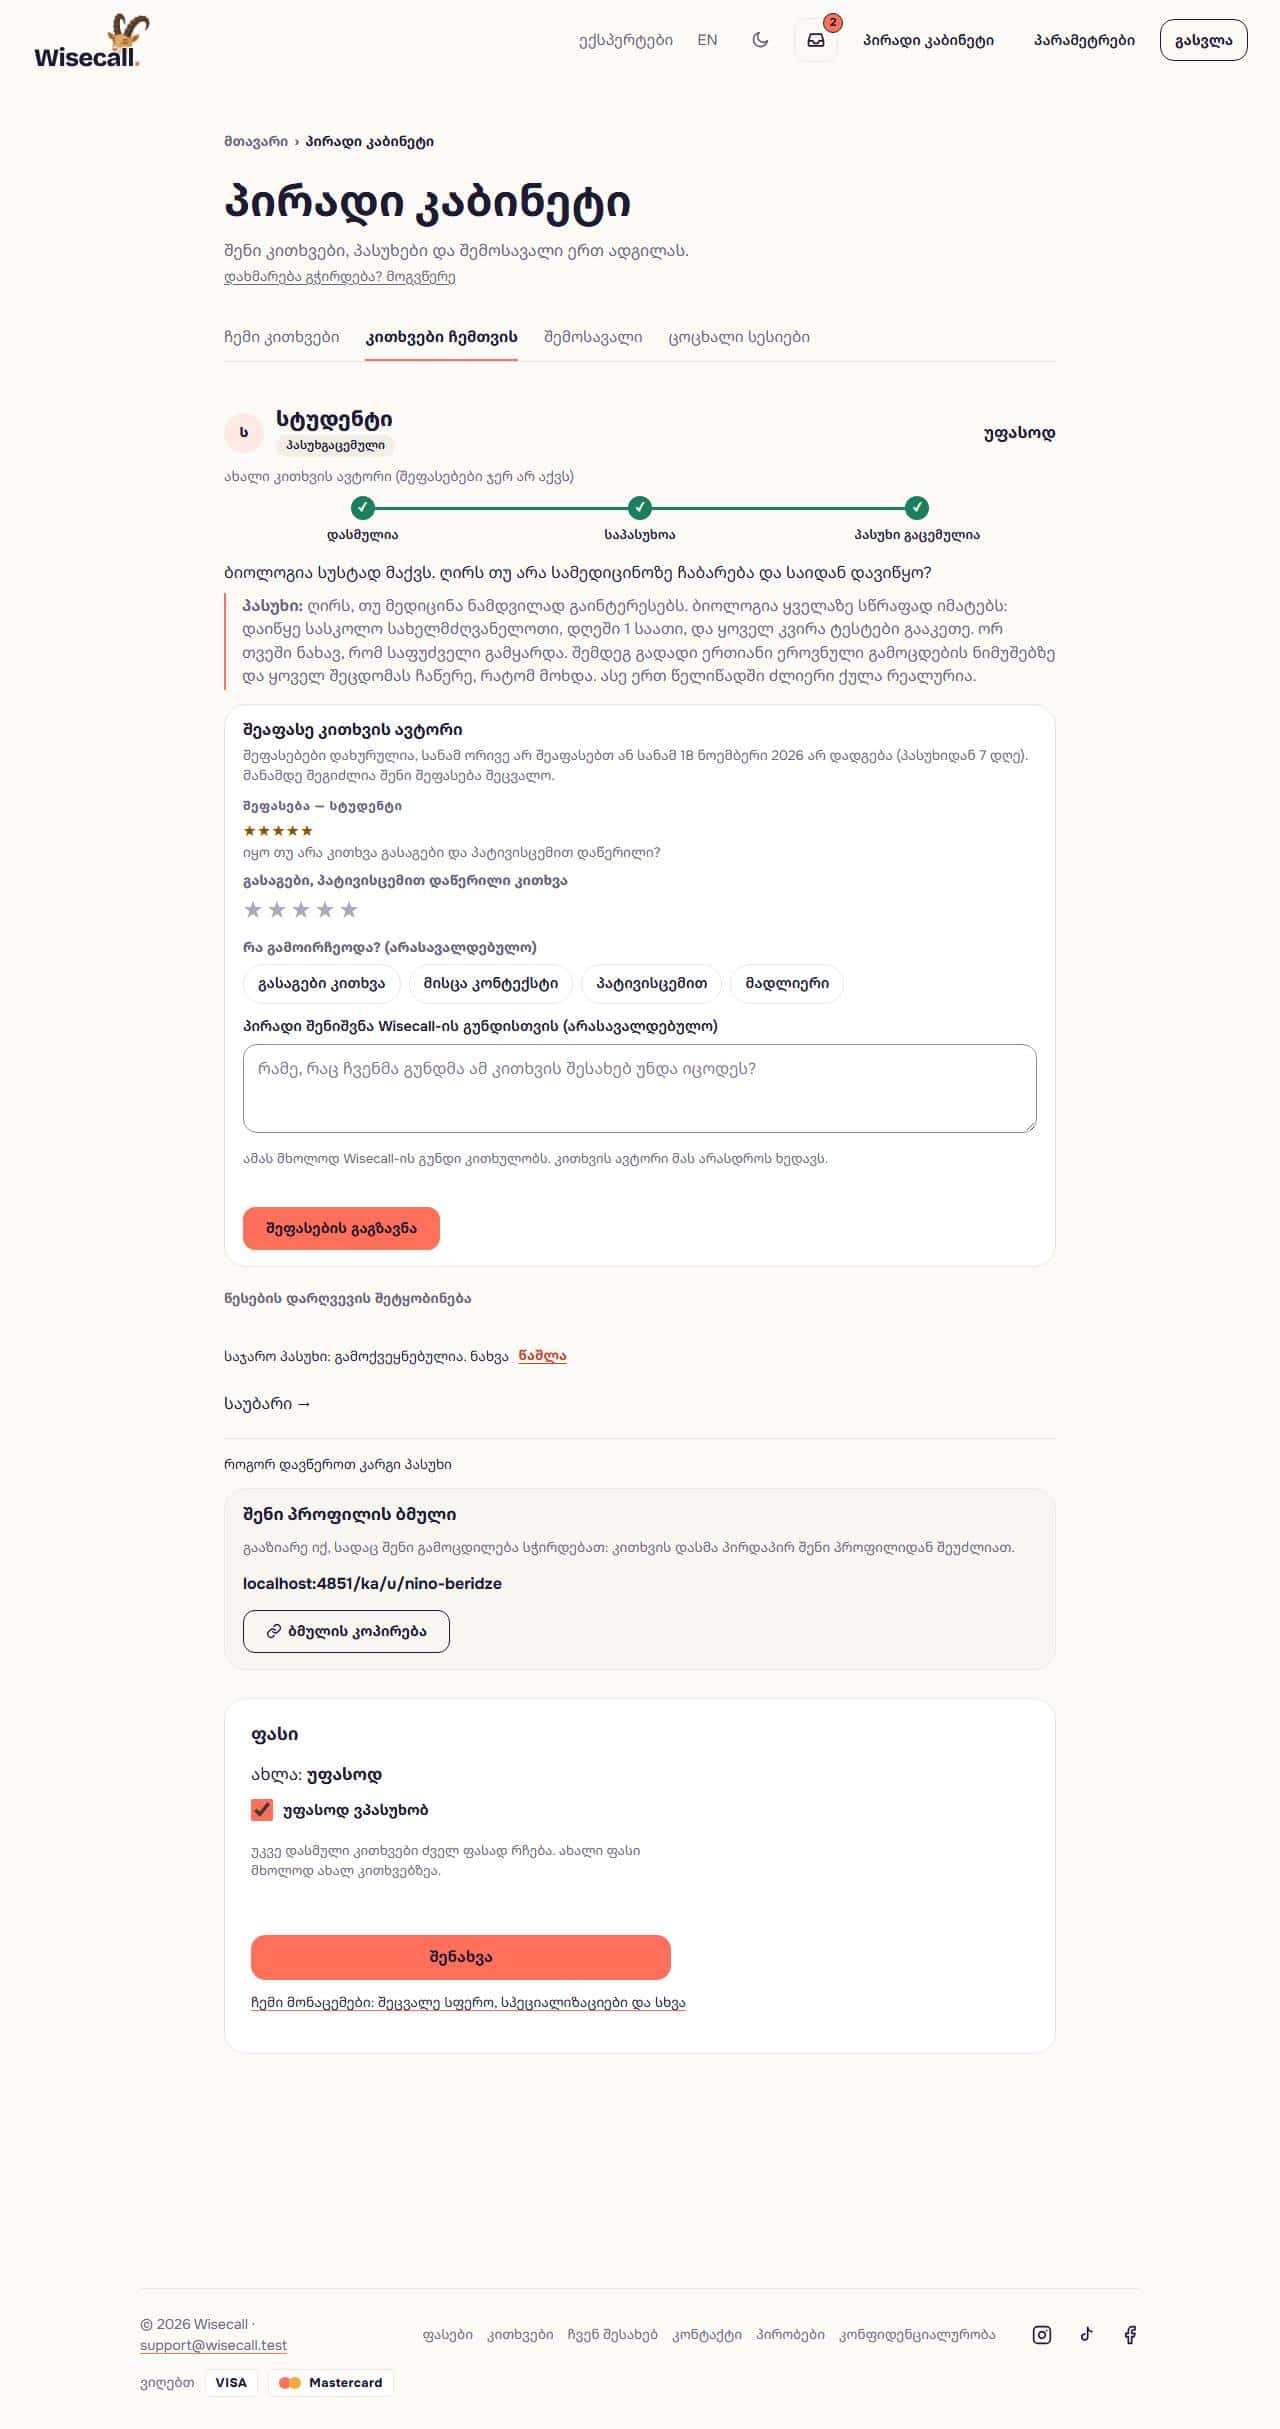 Wisecall.
ექსპერტები
EN
2
პირადი კაბინეტი
პარამეტრები
გასვლა
მთავარი › პირადი კაბინეტი
პირადი კაბინეტი
შენი კითხვები, პასუხები და შემოსავალი ერთ ადგილას.
დახმარება გჭირდება? მოგვწერე
ჩემი კითხვები
კითხვები ჩემთვის
შემოსავალი
ცოცხალი სესიები
ს
სტუდენტი
პასუხგაცემული
უფასოდ
ახალი კითხვის ავტორი (შეფასებები ჯერ არ აქვს)
დასმულია
საპასუხოა
პასუხი გაცემულია
ბიოლოგია სუსტად მაქვს. ღირს თუ არა სამედიცინოზე ჩაბარება და საიდან დავიწყო?
პასუხი: ღირს, თუ მედიცინა ნამდვილად გაინტერესებს. ბიოლოგია ყველაზე სწრაფად იმატებს:
დაიწყე სასკოლო სახელმძღვანელოთი, დღეში 1 საათი, და ყოველ კვირა ტესტები გააკეთე. ორ
თვეში ნახავ, რომ საფუძველი გამყარდა. შემდეგ გადადი ერთიანი ეროვნული გამოცდების ნიმუშებზე
და ყოველ შეცდომას ჩაწერე, რატომ მოხდა. ასე ერთ წელიწადში ძლიერი ქულა რეალურია.
შეაფასე კითხვის ავტორი
შეფასებები დახურულია, სანამ ორივე არ შეაფასებთ ან სანამ 18 ნოემბერი 2026 არ დადგება (პასუხიდან 7 დღე).
მანამდე შეგიძლია შენი შეფასება შეცვალო.
შეფასება — სტუდენტი
★★★★★
იყო თუ არა კითხვა გასაგები და პატივისცემით დაწერილი?
გასაგები, პატივისცემით დაწერილი კითხვა
★★★★★
რა გამოირჩეოდა? (არასავალდებულო)
გასაგები კითხვა
მისცა კონტექსტი
პატივისცემით
მადლიერი
პირადი შენიშვნა Wisecall-ის გუნდისთვის (არასავალდებულო)
რამე, რაც ჩვენმა გუნდმა ამ კითხვის შესახებ უნდა იცოდეს?
ამას მხოლოდ Wisecall-ის გუნდი კითხულობს. კითხვის ავტორი მას არასდროს ხედავს.
შეფასების გაგზავნა
წესების დარღვევის შეტყობინება
საჯარო პასუხი: გამოქვეყნებულია. ნახვა წაშლა
საუბარი →
როგორ დავწეროთ კარგი პასუხი
შენი პროფილის ბმული
გააზიარე იქ, სადაც შენი გამოცდილება სჭირდებათ: კითხვის დასმა პირდაპირ შენი პროფილიდან შეუძლიათ.
localhost:4851/ka/u/nino-beridze
ბმულის კოპირება
ფასი
ახლა: უფასოდ
უფასოდ ვპასუხობ
უკვე დასმული კითხვები ძველ ფასად რჩება. ახალი ფასი
მხოლოდ ახალ კითხვებზეა.
შენახვა
ჩემი მონაცემები: შეცვალე სფერო, სპეციალიზაციები და სხვა
© 2026 Wisecall ·
support@wisecall.test
ფასები
კითხვები
ჩვენ შესახებ
კონტაქტი
პირობები
კონფიდენციალურობა
ვიღებთ
VISA
Mastercard